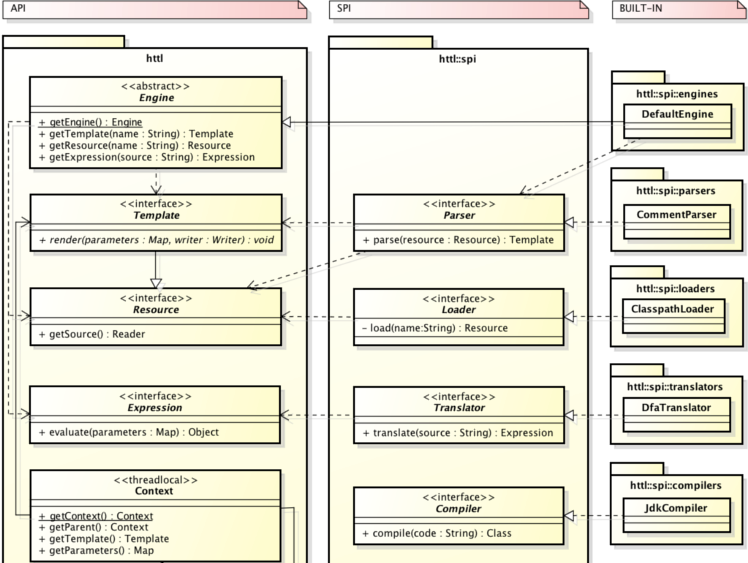 API
SPI
BUILT-IN
httl
<<abstract>>
Engine
+ getEngine() : Engine
+ getTemplate(name : String) : Template
+ getResource(name : String) : Resource
+ getExpression(source : String) : Expression
<<interface>>
Template
+ render(parameters : Map, writer : Writer) : void
<<interface>>
Resource
+ getSource() : Reader
<<interface>>
Expression
+ evaluate(parameters : Map) : Object
<<threadlocal>>
Context
+ getContext() : Context
+ getParent() : Context
+ getTemplate() : Template
+ getParameters() : Map
httl::spi
<<interface>>
Parser
+ parse(resource : Resource) : Template
<<interface>>
Loader
- load(name:String) : Resource
<<interface>>
Translator
+ translate(source : String) : Expression
<<interface>>
Compiler
+ compile(code : String) : Class
httl::spi::engines
DefaultEngine
httl::spi::parsers
CommentParser
httl::spi::loaders
ClasspathLoader
httl::spi::translators
DfaTranslator
httl::spi::compilers
JdkCompiler